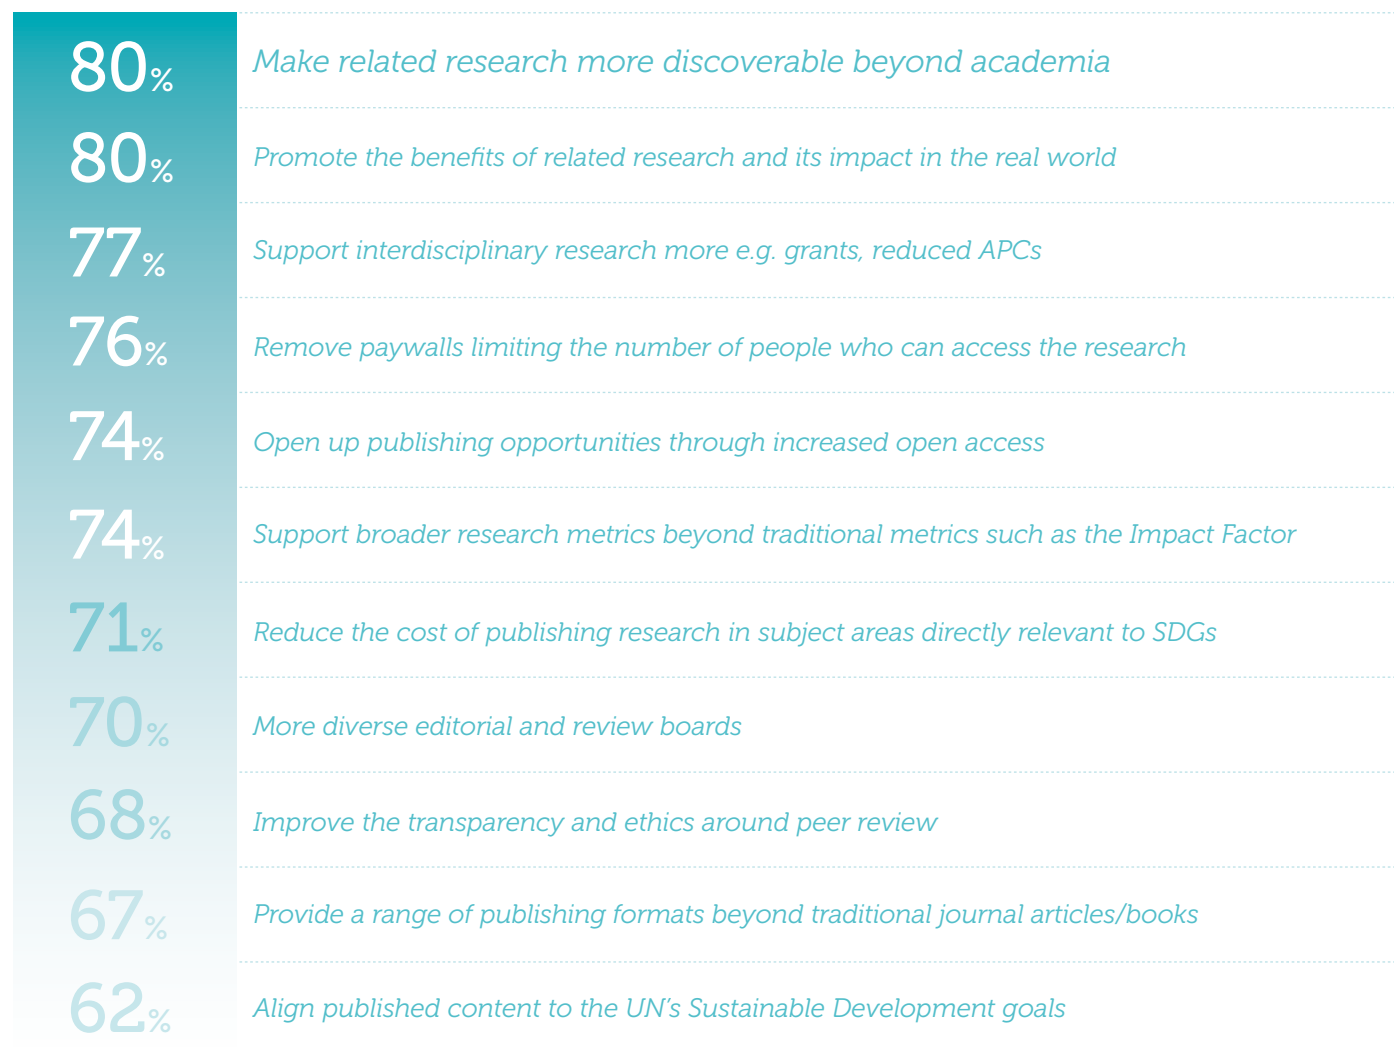 80% Make related research more discoverable beyond academia
80% Promote the benefits of related research and its impact in the real world
77% Support interdisciplinary research more e.g. grants, reduced APCs
76% Remove paywalls limiting the number of people who can access the research
74% Open up publishing opportunities through increased open access
74% Support broader research metrics beyond traditional metrics such as the Impact Factor
71% Reduce the cost of publishing research in subject areas directly relevant to SDGs
70% More diverse editorial and review boards
68% Improve the transparency and ethics around peer review
67% Provide a range of publishing formats beyond traditional journal articles/books
62% Align published content to the UN’s Sustainable Development goals